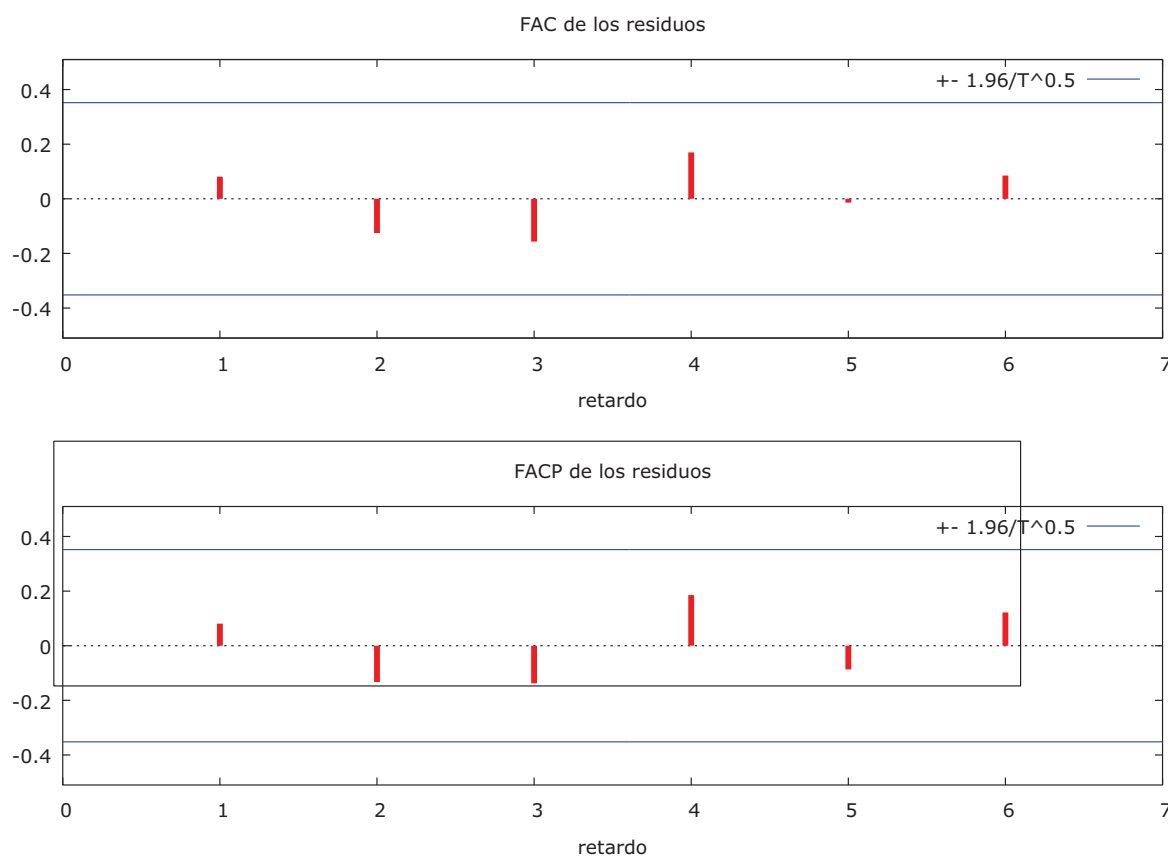 FAC de los residuos
+- 1.96/T^0.5
0.4
0.2
0
-0.2
-0.4
0 1 2 3 4 5 6 7
retardo
FACP de los residuos
+- 1.96/T^0.5
0.4
0.2
0
-0.2
-0.4
0 1 2 3 4 5 6 7
retardo